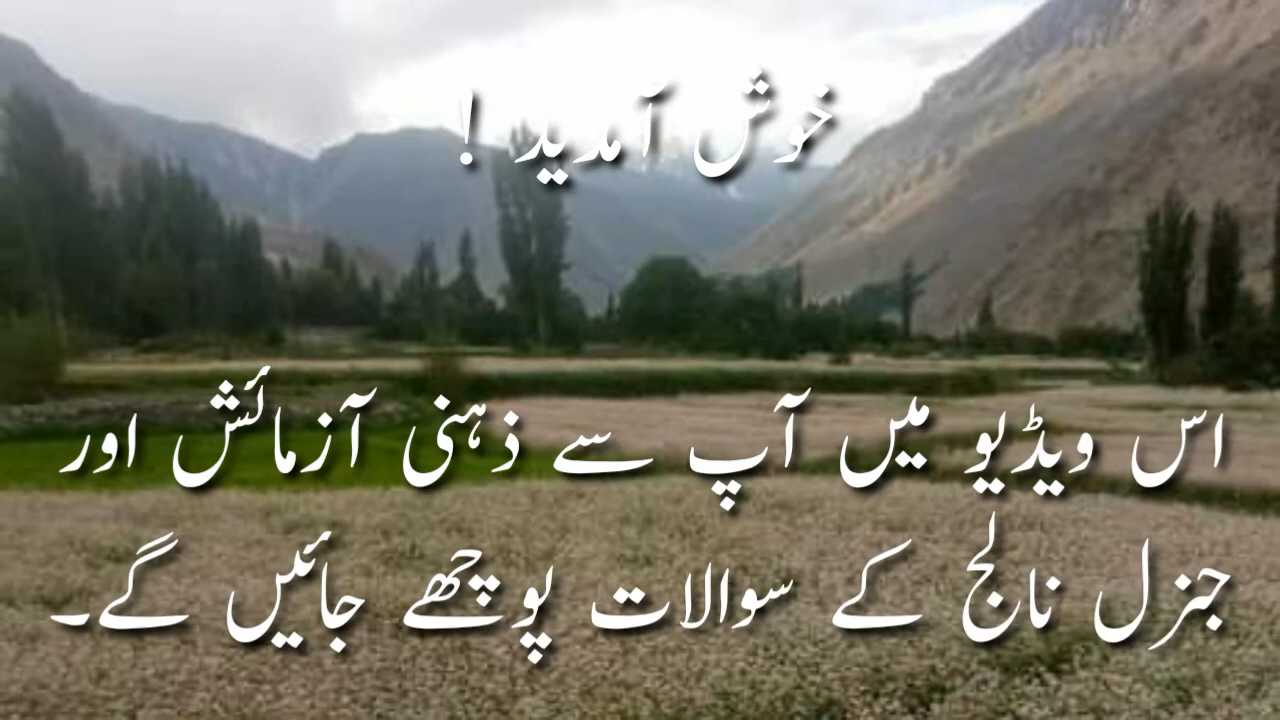 خوش آمدید !
اس ویڈیو میں آپ سے ذہنی آزمائش اور
جنرل نالج کے سوالات پوچھے جائیں گے۔